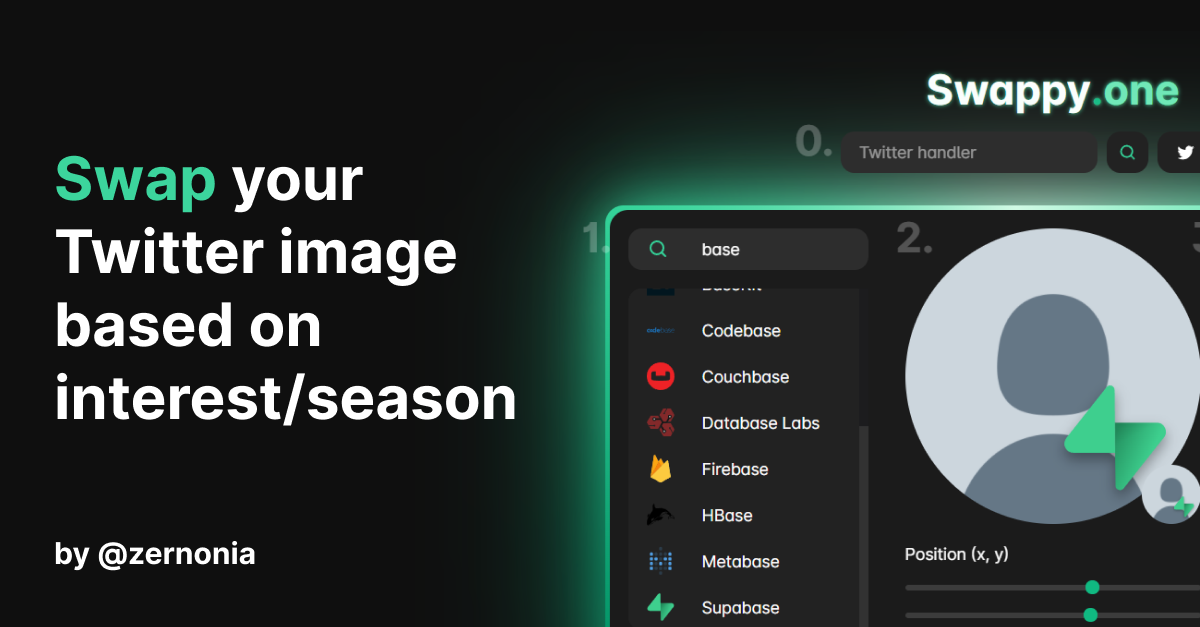 Swap your
Twitter image
based on
interest/season
by @zernonia
Swappy.one
0.
Twitter handler
1.
base
2.
Codebase
Couchbase
Database Labs
Firebase
HBase
Metabase
Supabase
Position (x, y)